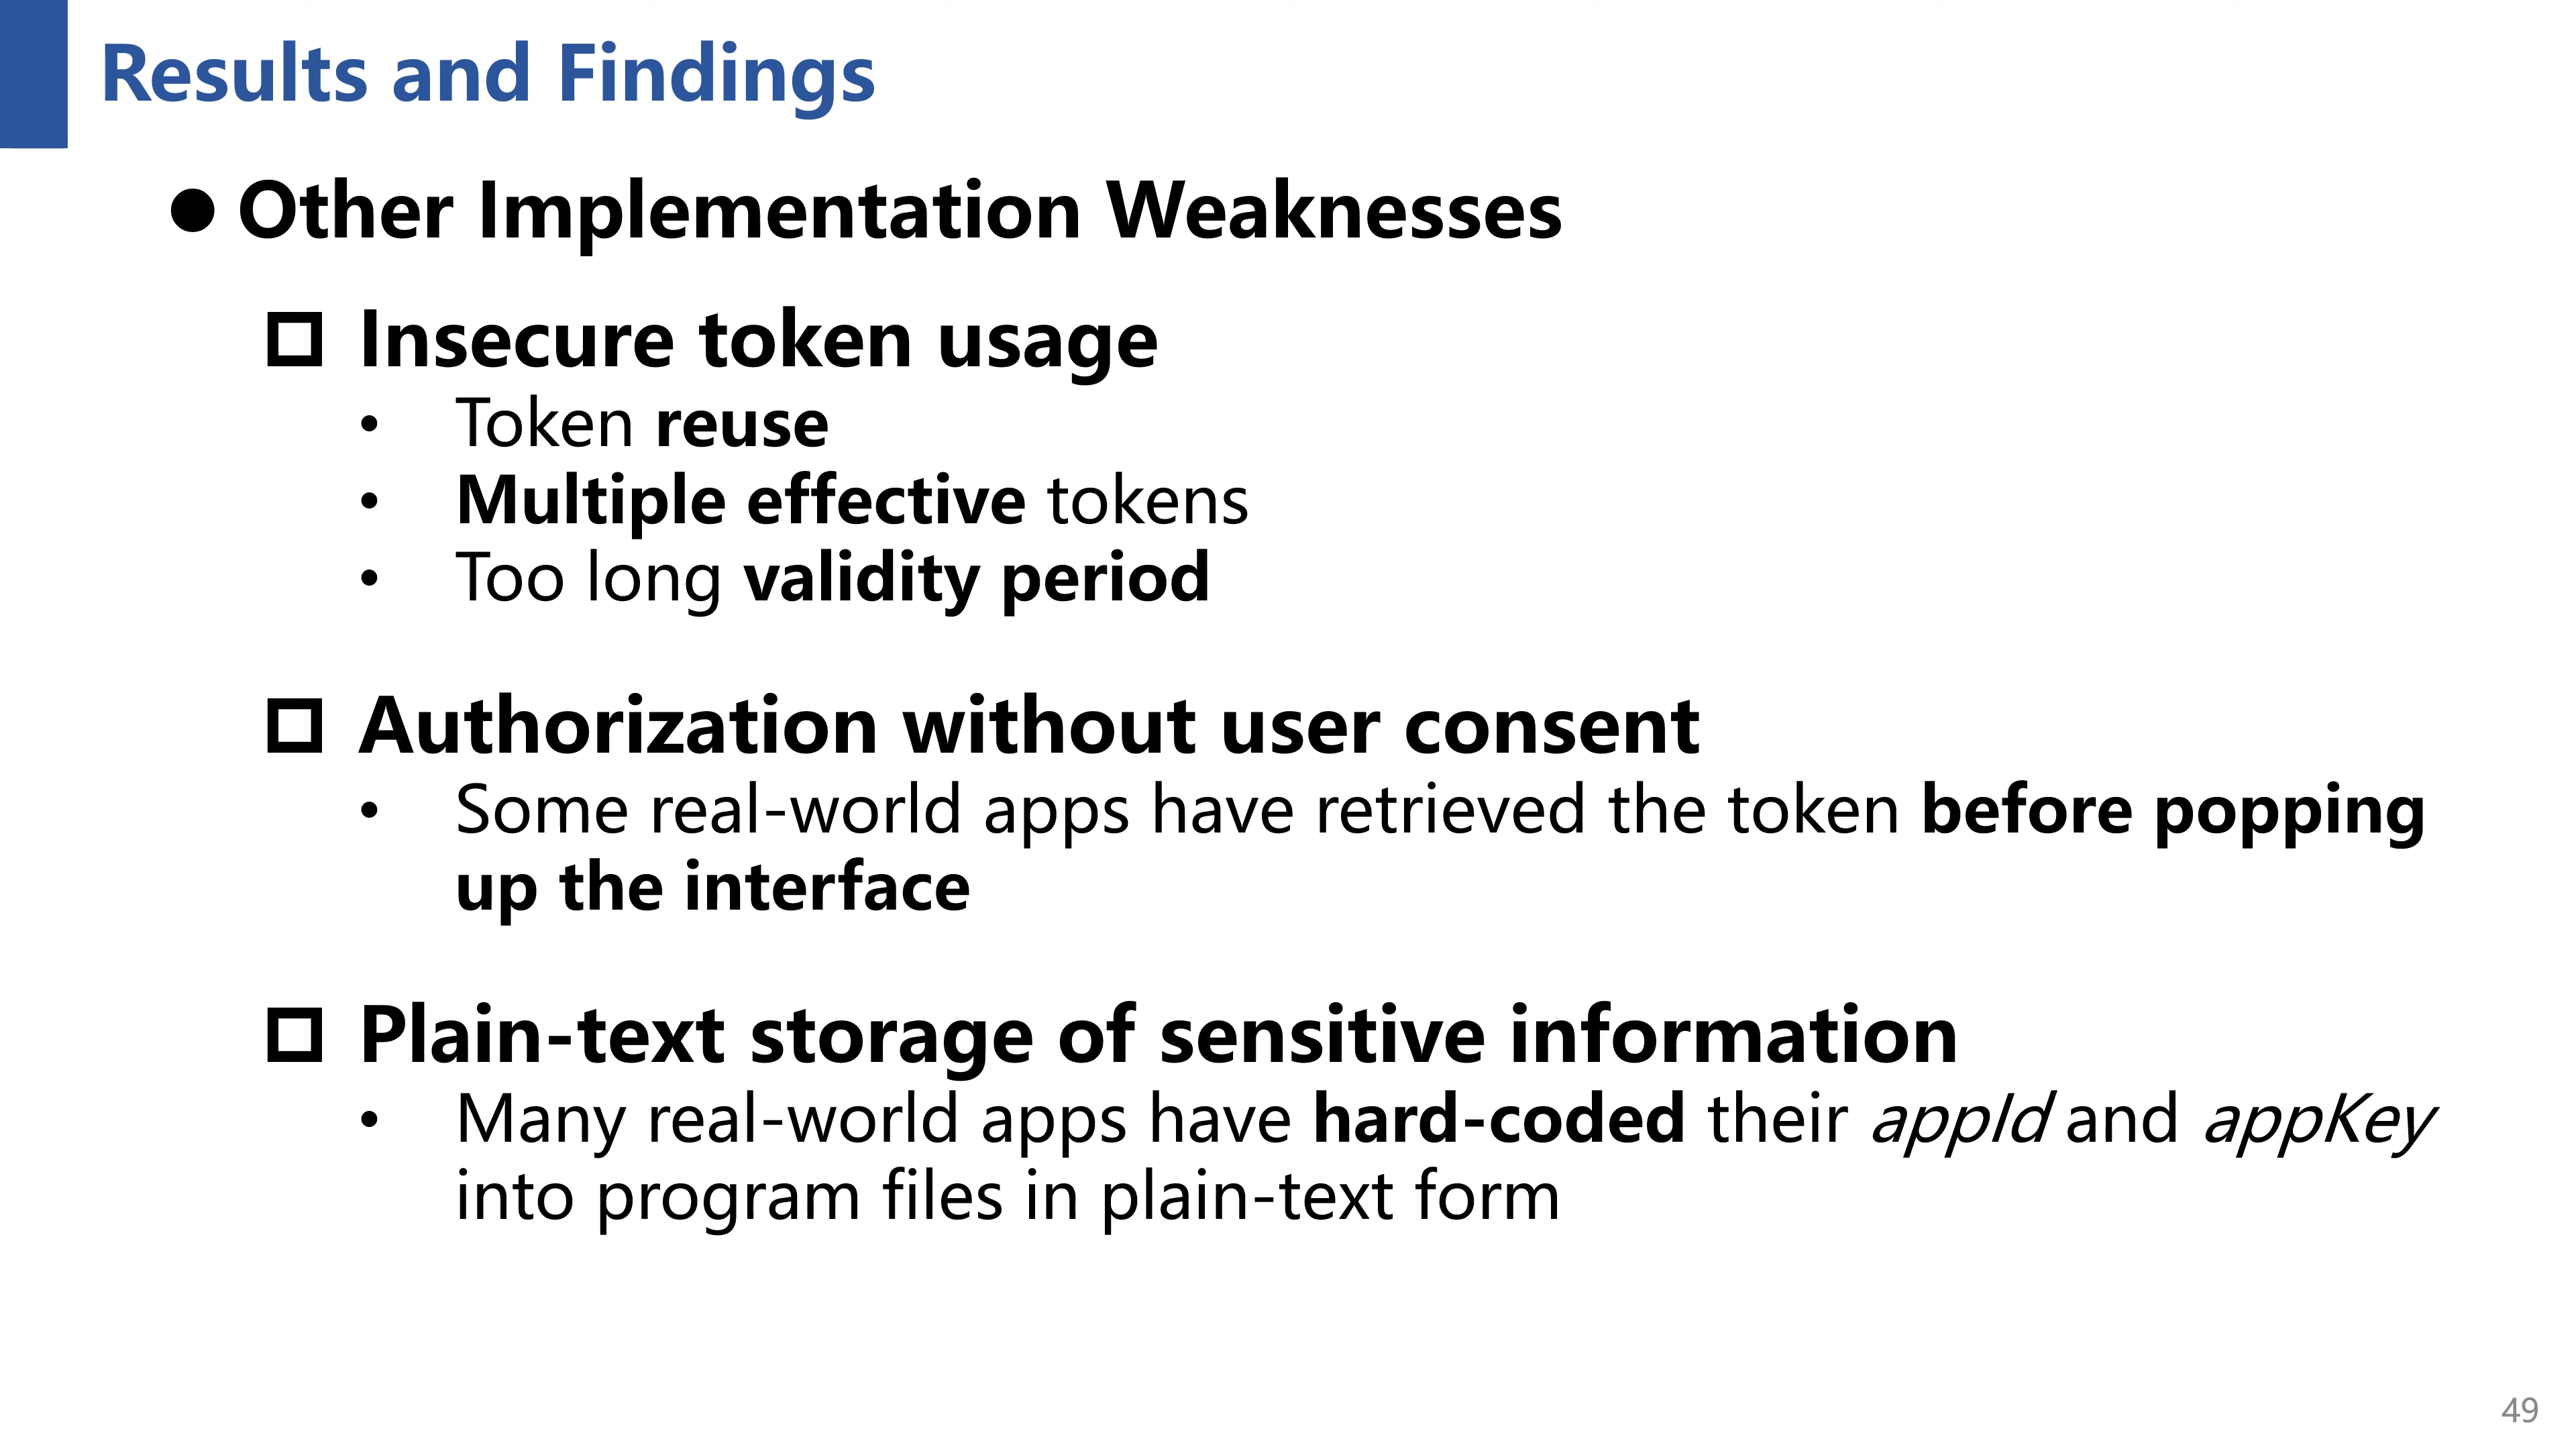 Results and Findings
● Other Implementation Weaknesses
Insecure token usage
• Token reuse
• Multiple effective tokens
• Too long validity period
Authorization without user consent
• Some real-world apps have retrieved the token before popping
up the interface
Plain-text storage of sensitive information
• Many real-world apps have hard-coded their appId and appKey
into program files in plain-text form
49